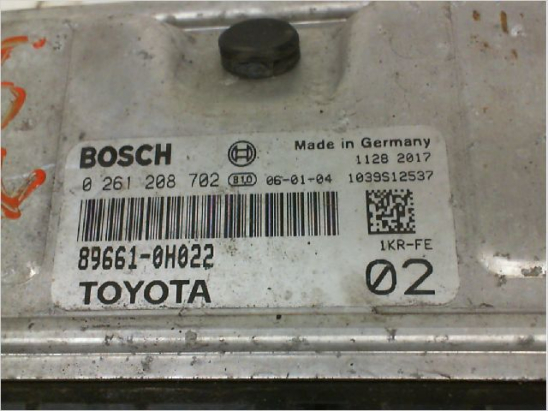 BOSCH Made in Germany
1128 2017
0 261 208 702 810 06-01-04 1039S12537
89661-0H022 1KR-FE
TOYOTA 02